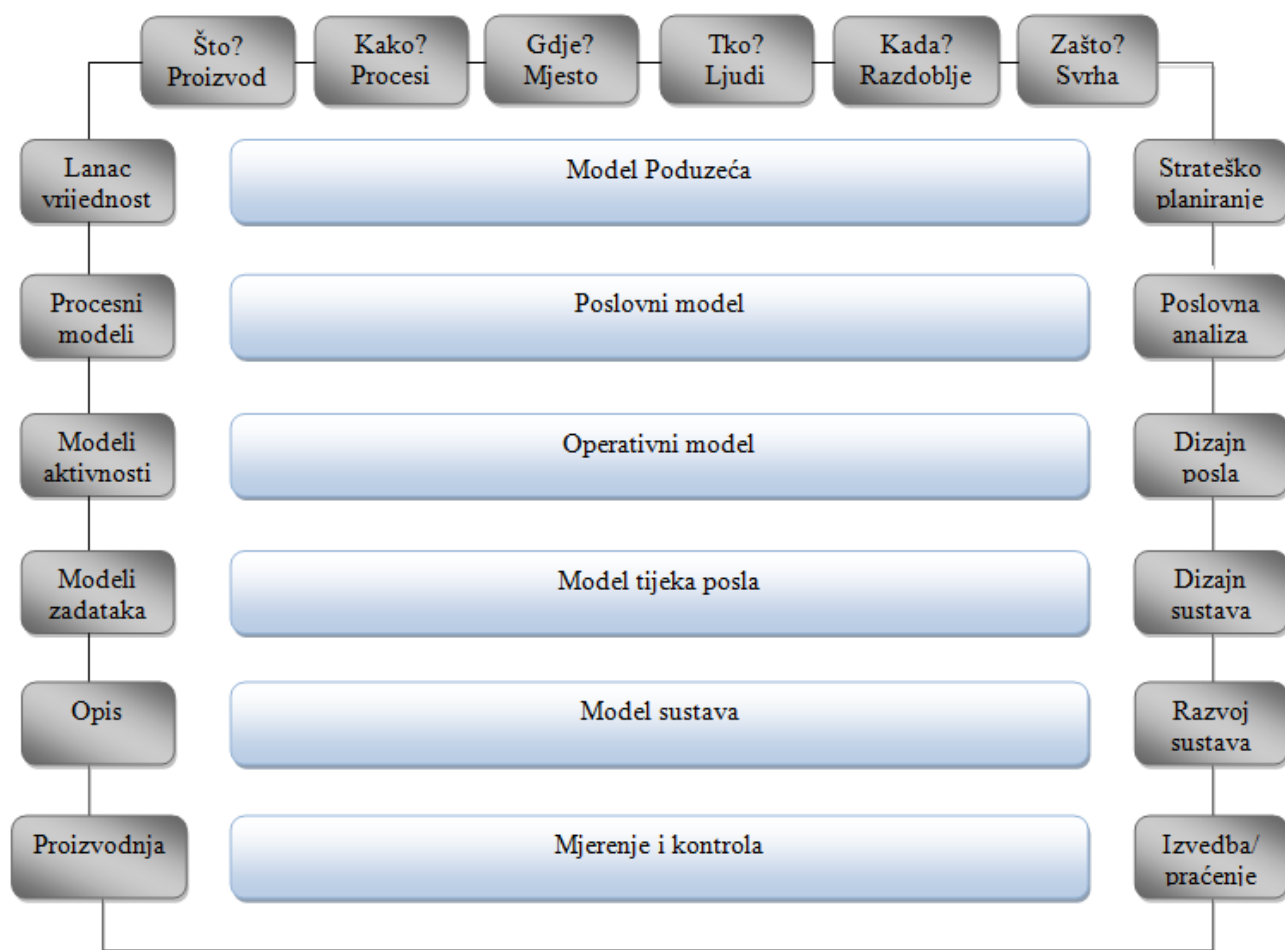 Što?
Proizvod
Kako?
Procesi
Gdje?
Mjesto
Tko?
Ljudi
Kada?
Razdoblje
Zašto?
Svrha
Lanac
vrijednost
Model Poduzeća
Strateško
planiranje
Procesni
modeli
Poslovni model
Poslovna
analiza
Modeli
aktivnosti
Operativni model
Dizajn
posla
Modeli
zadataka
Model tijeka posla
Dizajn
sustava
Opis
Model sustava
Razvoj
sustava
Proizvodnja
Mjerenje i kontrola
Izvedba/
praćenje